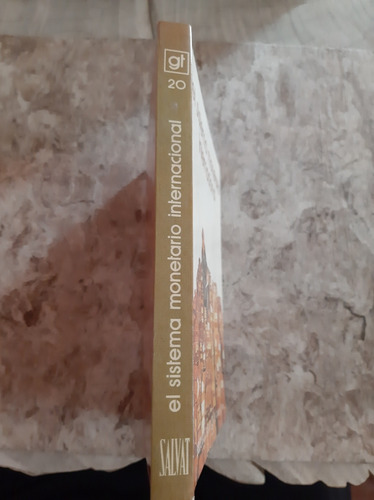 gt
20
el sistema monetario internacional
SALVAT